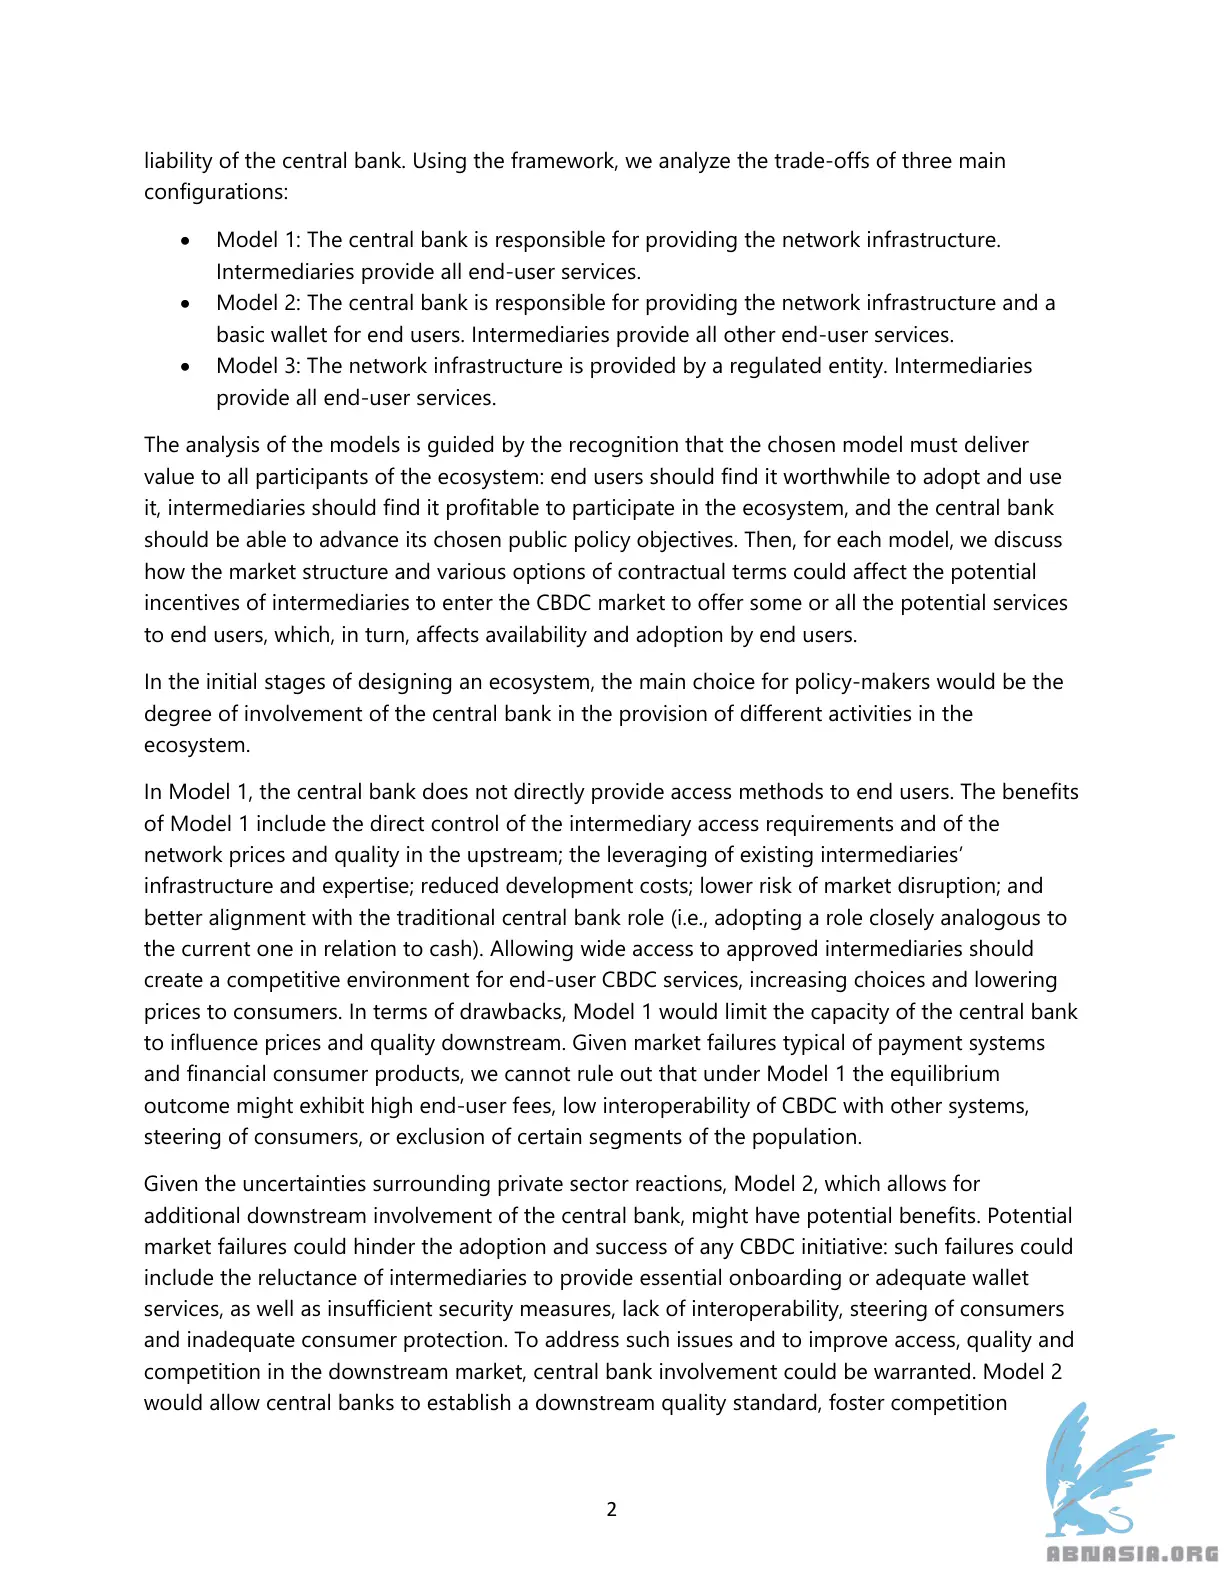 liability of the central bank. Using the framework, we analyze the trade-offs of three main
configurations:
• Model 1: The central bank is responsible for providing the network infrastructure.
Intermediaries provide all end-user services.
• Model 2: The central bank is responsible for providing the network infrastructure and a
basic wallet for end users. Intermediaries provide all other end-user services.
• Model 3: The network infrastructure is provided by a regulated entity. Intermediaries
provide all end-user services.
The analysis of the models is guided by the recognition that the chosen model must deliver
value to all participants of the ecosystem: end users should find it worthwhile to adopt and use
it, intermediaries should find it profitable to participate in the ecosystem, and the central bank
should be able to advance its chosen public policy objectives. Then, for each model, we discuss
how the market structure and various options of contractual terms could affect the potential
incentives of intermediaries to enter the CBDC market to offer some or all the potential services
to end users, which, in turn, affects availability and adoption by end users.
In the initial stages of designing an ecosystem, the main choice for policy-makers would be the
degree of involvement of the central bank in the provision of different activities in the
ecosystem.
In Model 1, the central bank does not directly provide access methods to end users. The benefits
of Model 1 include the direct control of the intermediary access requirements and of the
network prices and quality in the upstream; the leveraging of existing intermediaries’
infrastructure and expertise; reduced development costs; lower risk of market disruption; and
better alignment with the traditional central bank role (i.e., adopting a role closely analogous to
the current one in relation to cash). Allowing wide access to approved intermediaries should
create a competitive environment for end-user CBDC services, increasing choices and lowering
prices to consumers. In terms of drawbacks, Model 1 would limit the capacity of the central bank
to influence prices and quality downstream. Given market failures typical of payment systems
and financial consumer products, we cannot rule out that under Model 1 the equilibrium
outcome might exhibit high end-user fees, low interoperability of CBDC with other systems,
steering of consumers, or exclusion of certain segments of the population.
Given the uncertainties surrounding private sector reactions, Model 2, which allows for
additional downstream involvement of the central bank, might have potential benefits. Potential
market failures could hinder the adoption and success of any CBDC initiative: such failures could
include the reluctance of intermediaries to provide essential onboarding or adequate wallet
services, as well as insufficient security measures, lack of interoperability, steering of consumers
and inadequate consumer protection. To address such issues and to improve access, quality and
competition in the downstream market, central bank involvement could be warranted. Model 2
would allow central banks to establish a downstream quality standard, foster competition
2
ABNASIA.ORG